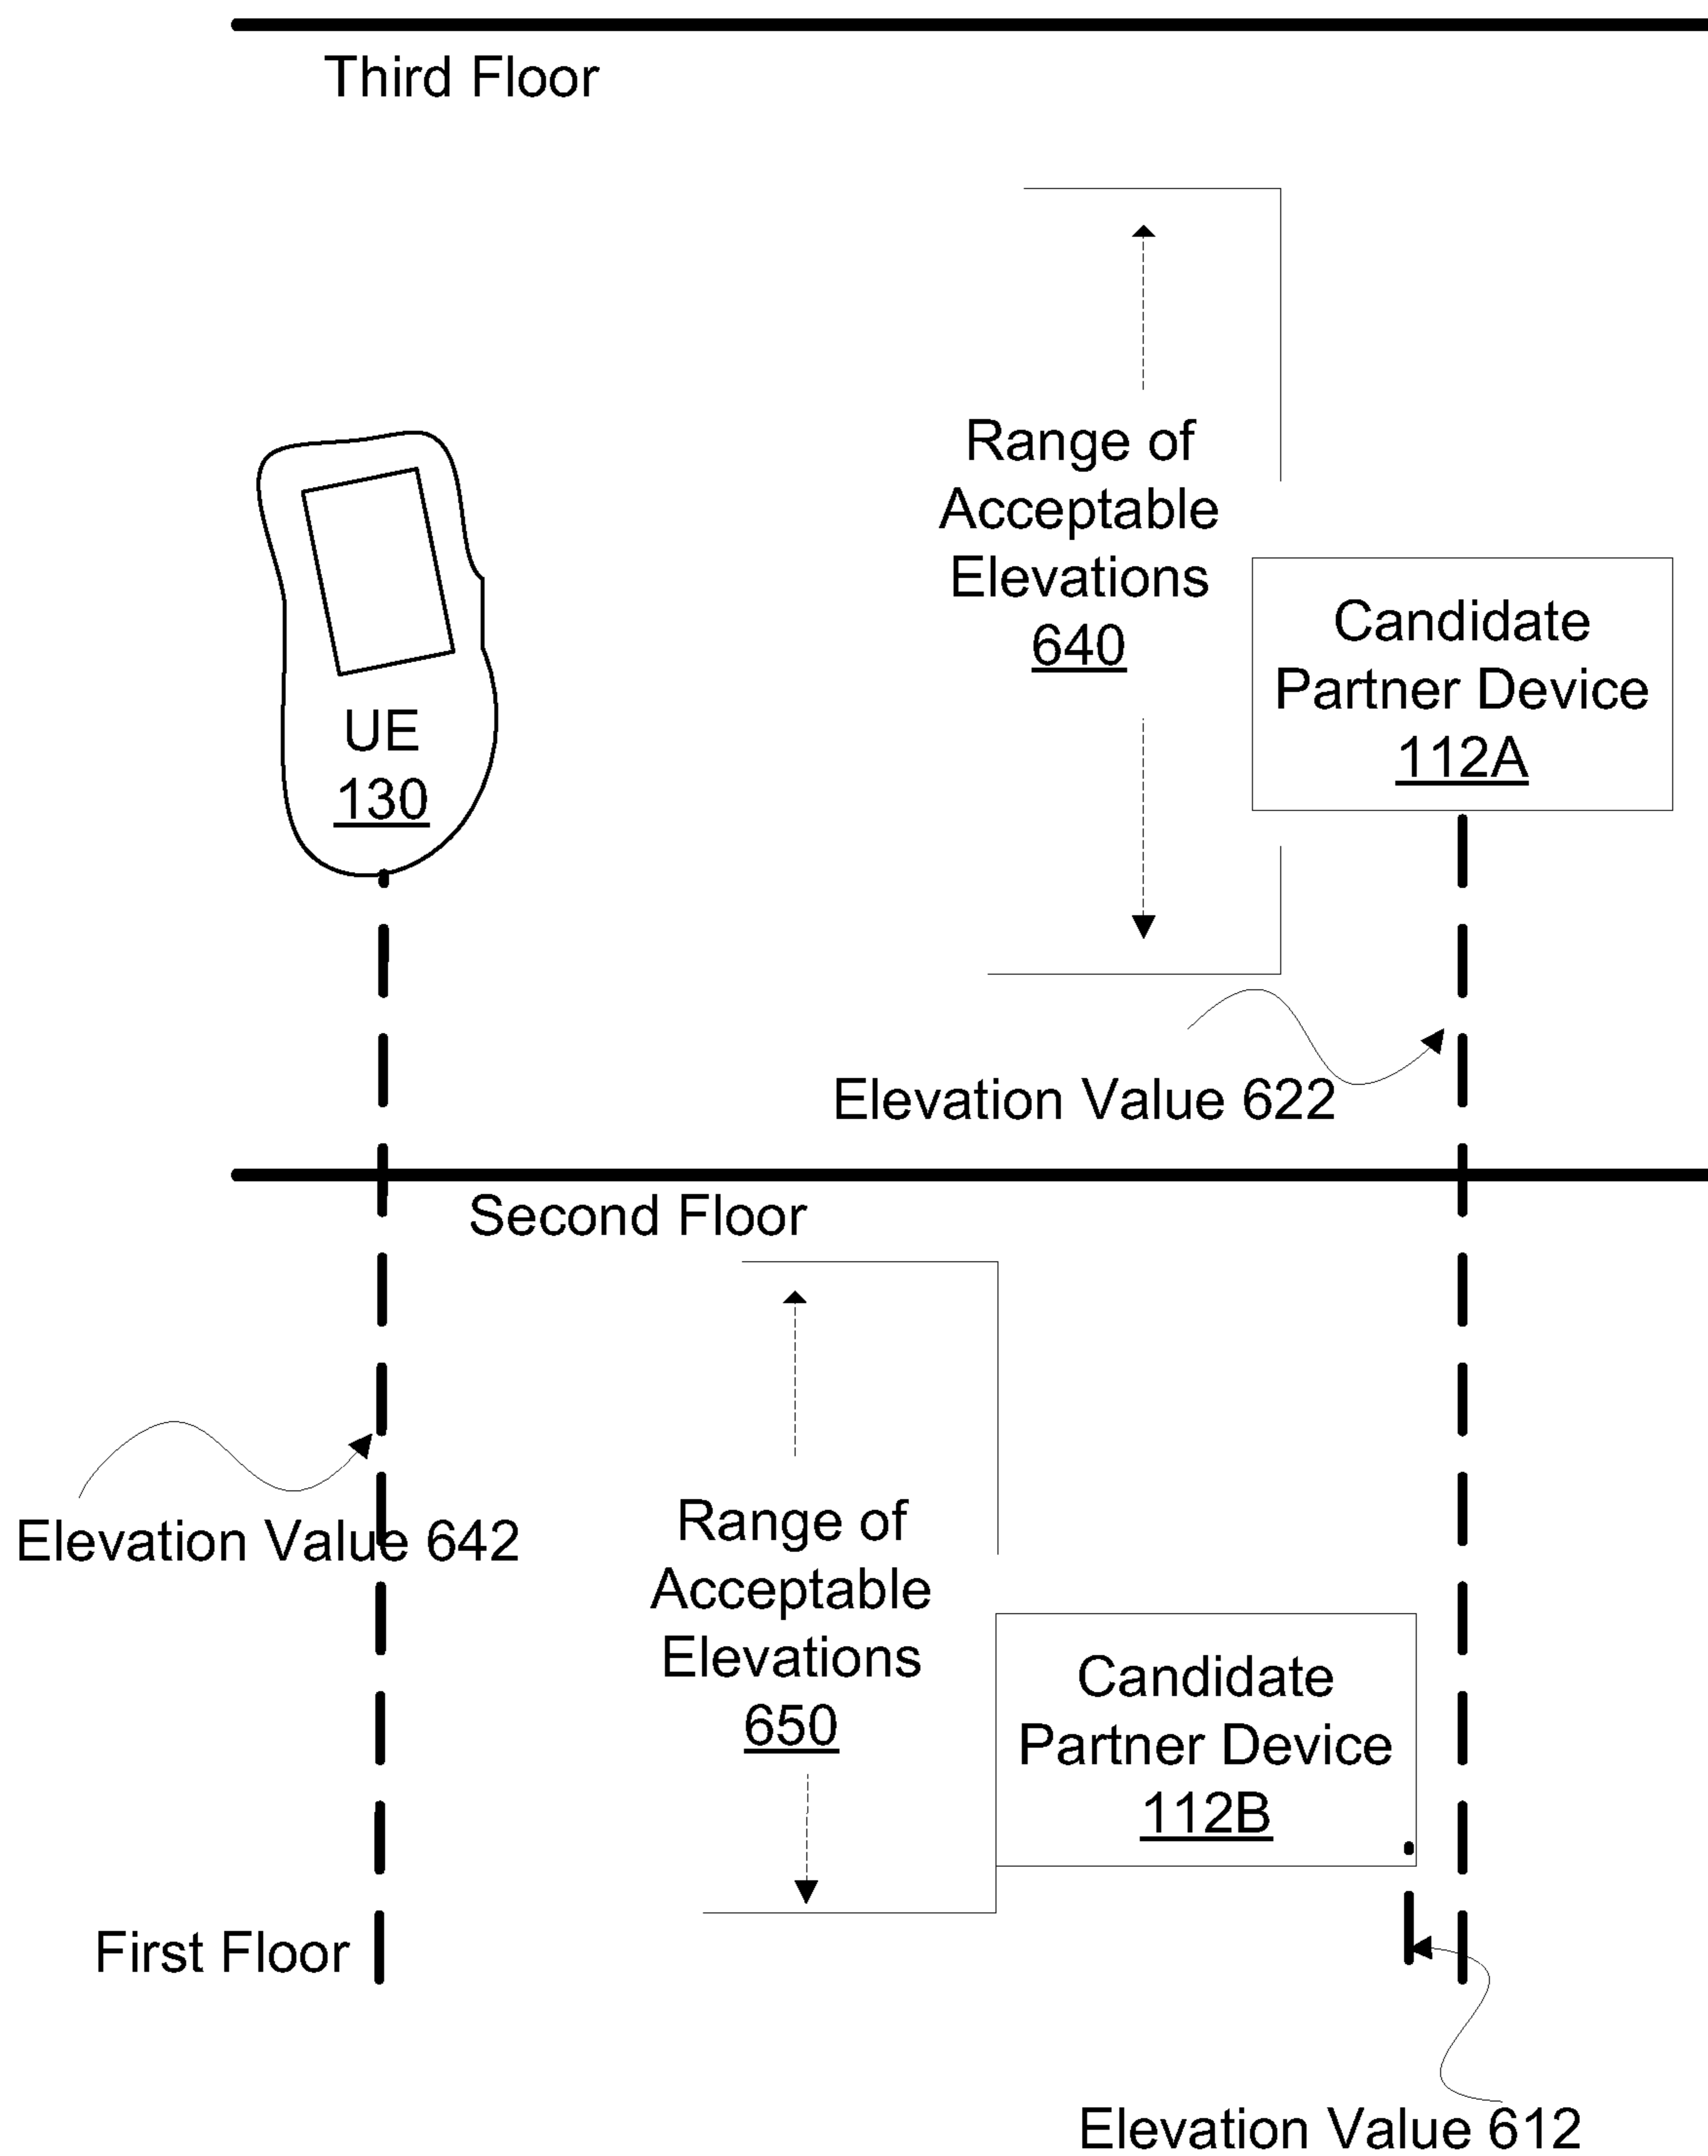 Third Floor
Range of
Acceptable
Elevations
640
Candidate
Partner Device
112A
UE
130
Elevation Value 622
Second Floor
Elevation Value 642
Range of
Acceptable
Elevations
650
Candidate
Partner Device
112B
First Floor
Elevation Value 612